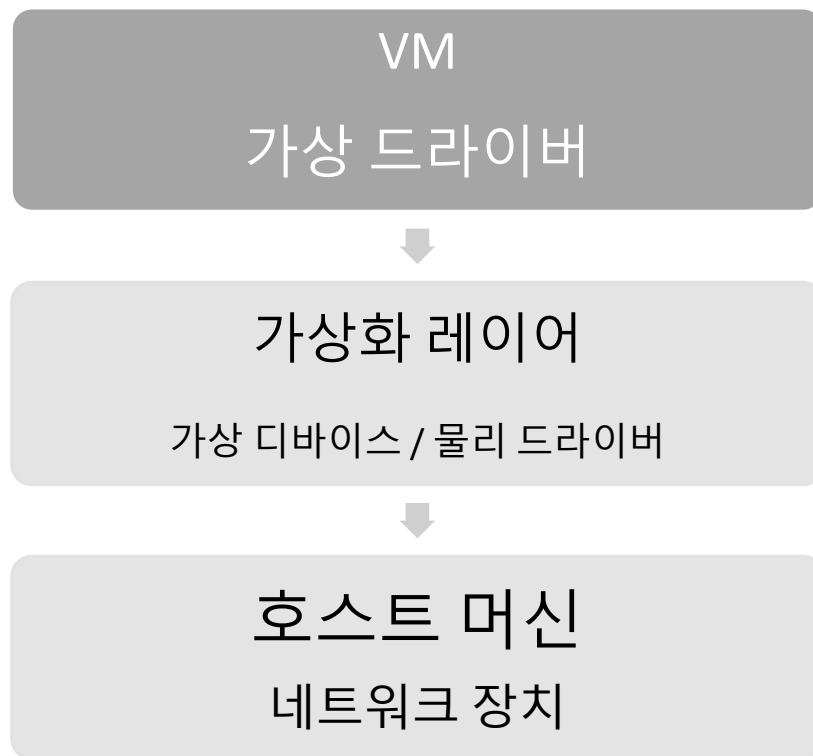 VM
가상 드라이버
가상화 레이어
가상 디바이스 / 물리 드라이버
호스트 머신
네트워크 장치